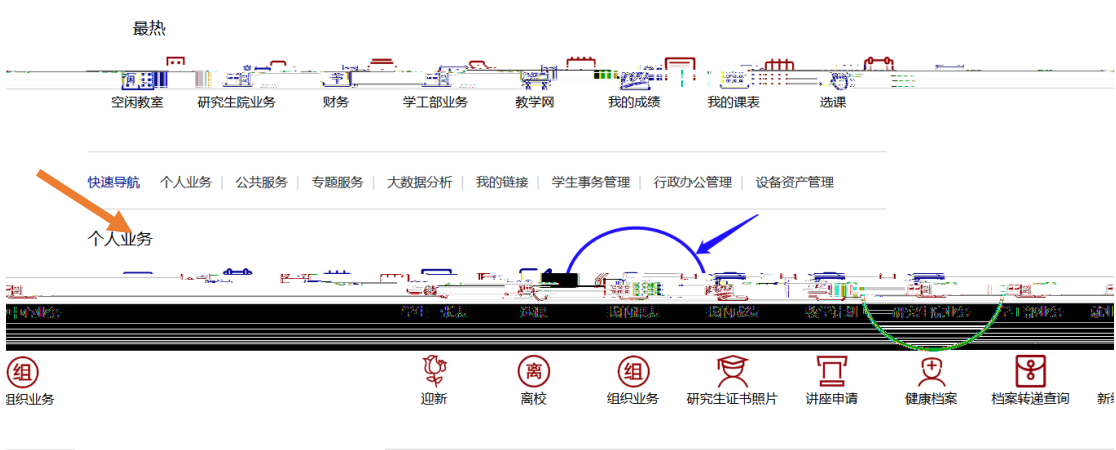 最热
空闲教室 研究生院业务 财务 学工部业务 教学网 我的成绩 我的课表 选课
快速导航 个人业务 公共服务 专题服务 大数据分析 我的链接 学生事务管理 行政办公管理 设备资产管理
个人业务
组 离 组
组织业务 迎新 离校 组织业务 研究生证书照片 讲座申请 健康档案 档案转递查询